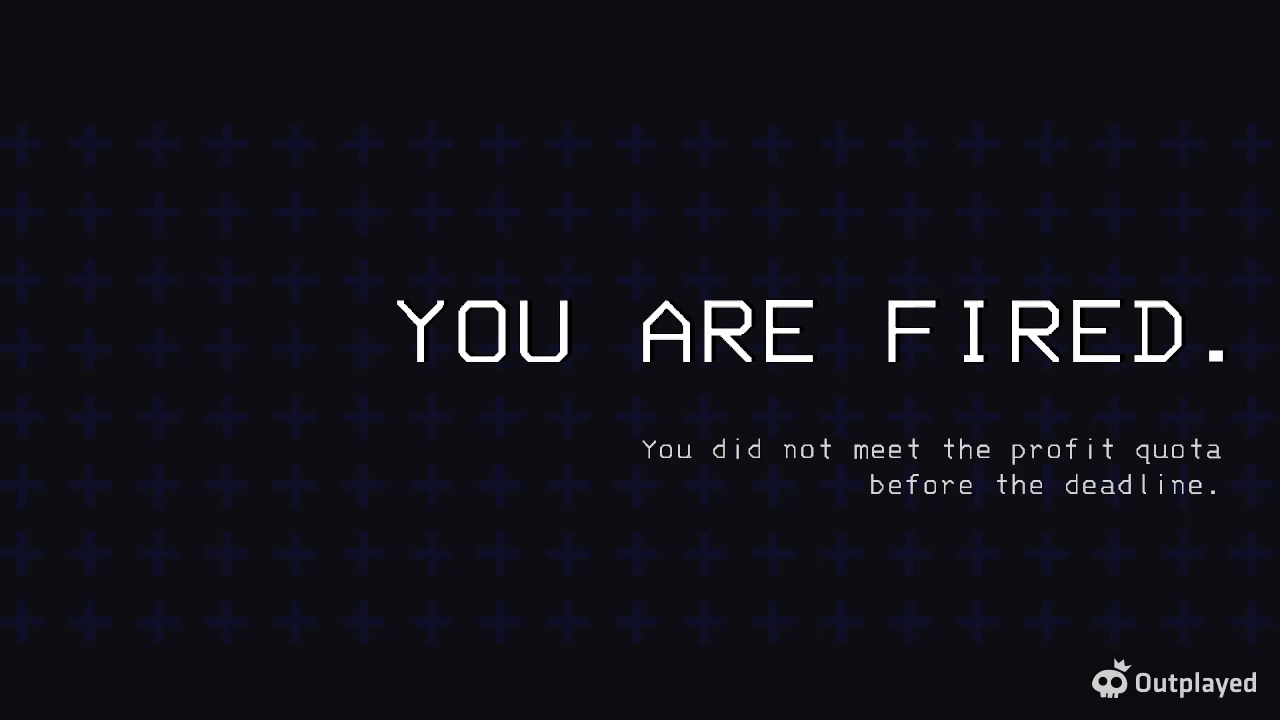 YOU ARE FIRED.
You did not meet the profit quota
before the deadline.
Outplayed